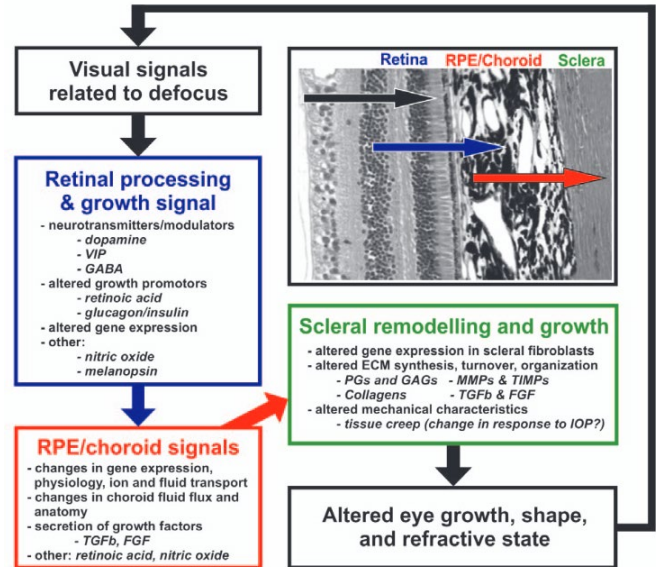 Visual signals
related to defocus
Retina RPE/Choroid Sclera
Retinal processing
& growth signal
- neurotransmitters/modulators
- dopamine
- VIP
- GABA
- altered growth promotors
- retinoic acid
- glucagon/insulin
- altered gene expression
- other:
- nitric oxide
- melanopsin
RPE/choroid signals
- changes in gene expression,
physiology, ion and fluid transport
- changes in choroid fluid flux and
anatomy
- secretion of growth factors
- TGFb, FGF
- other: retinoic acid, nitric oxide
Scleral remodelling and growth
- altered gene expression in scleral fibroblasts
- altered ECM synthesis, turnover, organization
- PGs and GAGs - MMPs & TIMPs
- Collagens - TGFb & FGF
- altered mechanical characteristics
- tissue creep (change in response to IOP?)
Altered eye growth, shape,
and refractive state